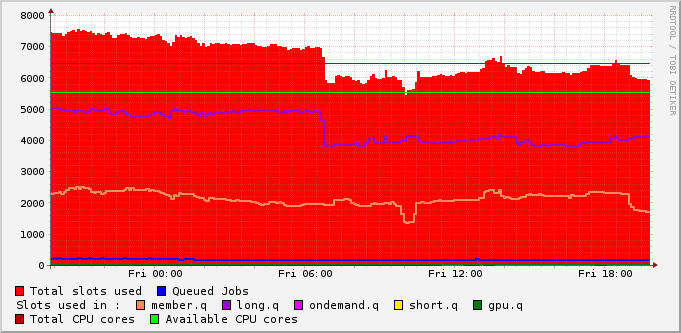 8000
7000
6000
5000
4000
3000
2000
1000
0
Fri 00:00 Fri 06:00 Fri 12:00 Fri 18:00
RRDTOOL / TOBI OETIKER
Total slots used Queued Jobs
Slots used in : member.q long.q ondemand.q short.q gpu.q
Total CPU cores Available CPU cores